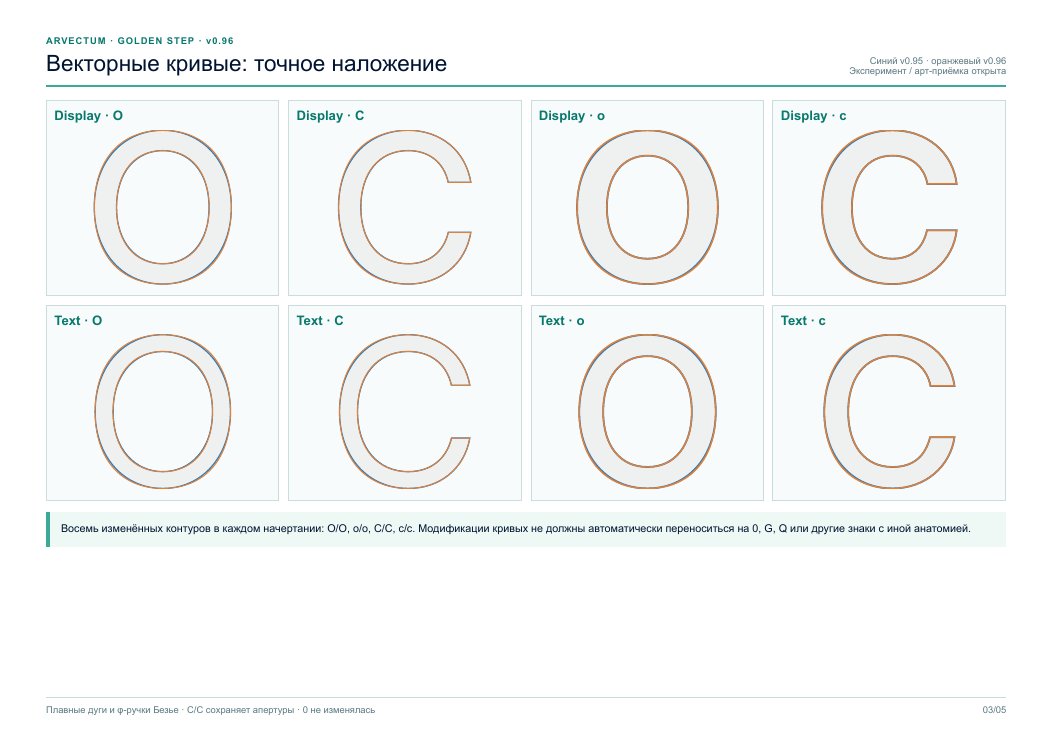 ARVECTUM · GOLDEN STEP · v0.96
Векторные кривые: точное наложение
Синий v0.95 · оранжевый v0.96
Эксперимент / арт-приёмка открыта
Display · O
Display · C
Display · o
Display · c
Text · O
Text · C
Text · o
Text · c
Восемь изменённых контуров в каждом начертании: O/О, o/о, C/С, c/с. Модификации кривых не должны автоматически переноситься на 0, G, Q или другие знаки с иной анатомией.
Плавные дуги и φ-ручки Безье · C/С сохраняет апертуры · 0 не изменялась
03/05